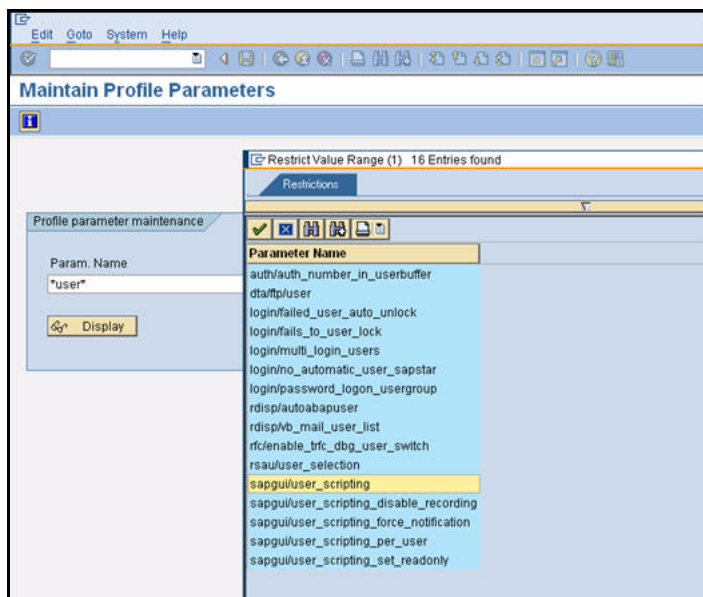 Edit Goto System Help
Maintain Profile Parameters
Restrict Value Range (1) 16 Entries found
Restrictions
Profile parameter maintenance
Param. Name
*user*
Display
Parameter Name
auth/auth_number_in_userbuffer
dta/ftp/user
login/failed_user_auto_unlock
login/fails_to_user_lock
login/multi_login_users
login/no_automatic_user_sapstar
login/password_logon_usergroup
rdisp/autoabapuser
rdisp/vb_mail_user_list
rfc/enable_trfc_dbg_user_switch
rsau/user_selection
sapgui/user_scripting
sapgui/user_scripting_disable_recording
sapgui/user_scripting_force_notification
sapgui/user_scripting_per_user
sapgui/user_scripting_set_readonly